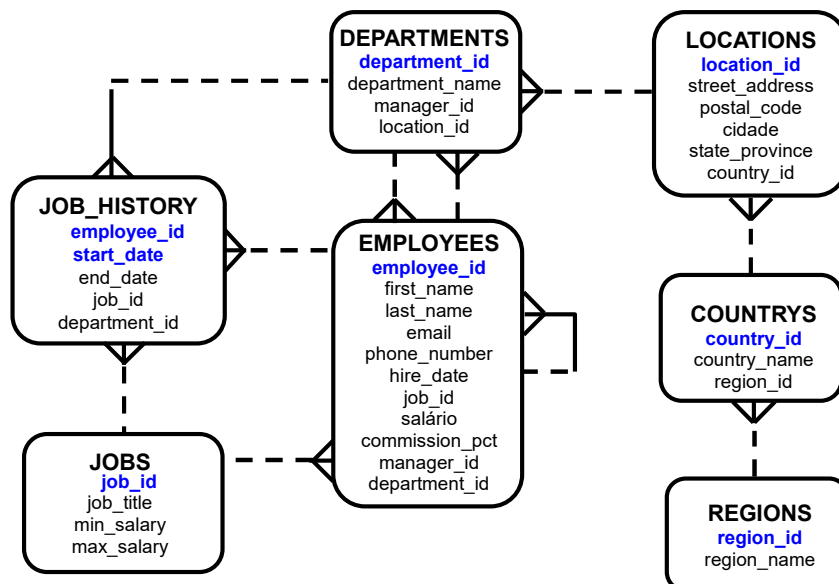 DEPARTMENTS
department_id
department_name
manager_id
location_id
LOCATIONS
location_id
street_address
postal_code
cidade
state_province
country_id
JOB_HISTORY
employee_id
start_date
end_date
job_id
department_id
EMPLOYEES
employee_id
first_name
last_name
email
phone_number
hire_date
job_id
salário
commission_pct
manager_id
department_id
COUNTRYS
country_id
country_name
region_id
JOBS
job_id
job_title
min_salary
max_salary
REGIONS
region_id
region_name